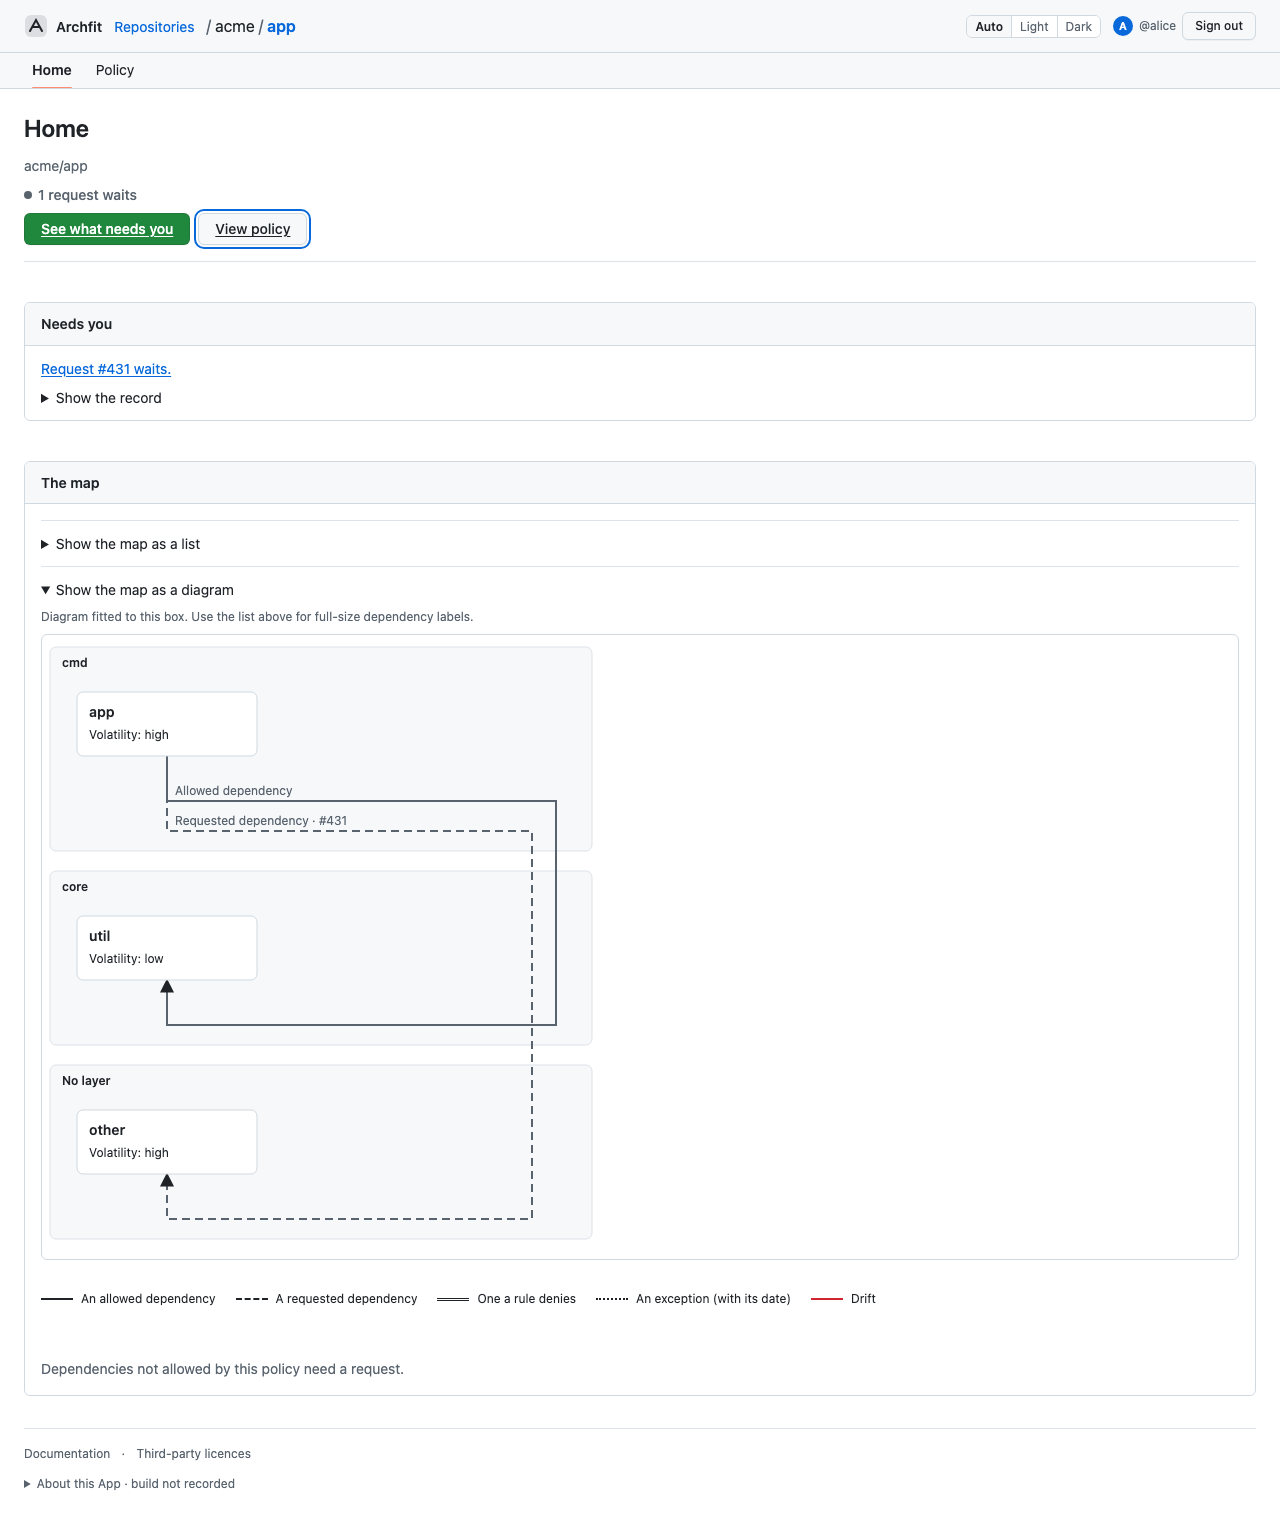 Archfit Repositories / acme / app Auto Light Dark A @alice Sign out
Home Policy
Home
acme/app
1 request waits
See what needs you View policy
Needs you
Request #431 waits.
Show the record
The map
Show the map as a list
Show the map as a diagram
Diagram fitted to this box. Use the list above for full-size dependency labels.
cmd
app
Volatility: high
Allowed dependency
Requested dependency · #431
core
util
Volatility: low
No layer
other
Volatility: high
An allowed dependency A requested dependency One a rule denies An exception (with its date) Drift
Dependencies not allowed by this policy need a request.
Documentation · Third-party licences
About this App · build not recorded